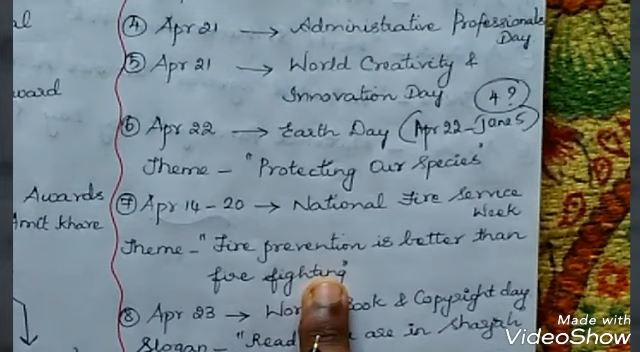 al
ward
Awards
Amit Khare
④ Apr 21 → Administrative Professionals
Day
⑤ Apr 21 → World Creativity &
Innovation Day
4?
⑥ Apr 22 → Earth Day (Apr 22 - June 5)
Theme - "Protecting Our Species"
⑦ Apr 14 - 20 → National Fire Service
Week
Theme - "Fire prevention is better than
fire fighting"
⑧ Apr 23 → Wor Book & Copyright day
Slogan - "Read are in Sharjah"
Made with
VideoShow